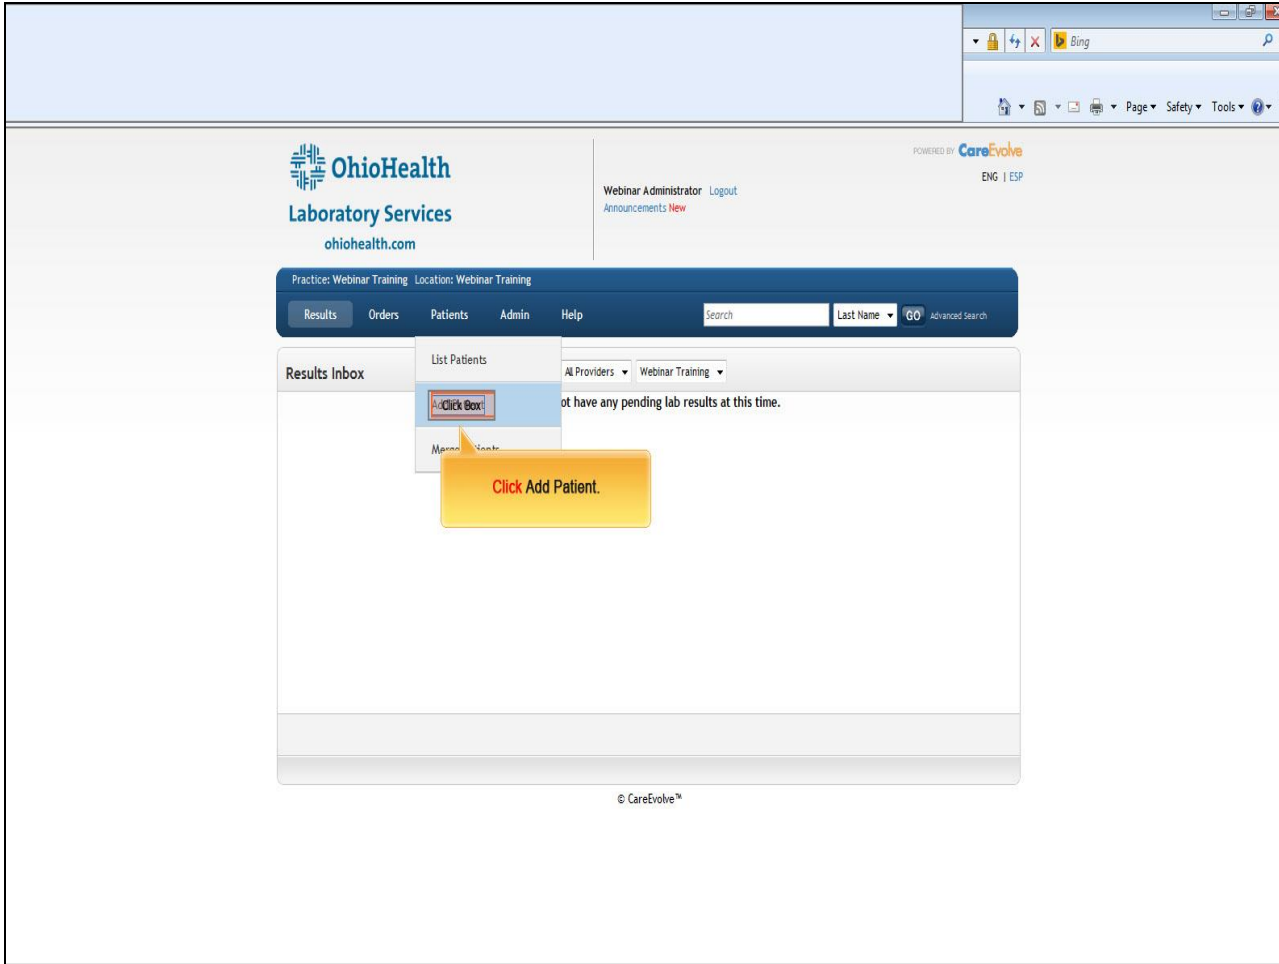 Bing
Page Safety Tools
OhioHealth
Laboratory Services
ohiohealth.com
Webinar Administrator Logout
Announcements New
POWERED BY CareEvolve
ENG | ESP
Practice: Webinar Training Location: Webinar Training
Results Orders Patients Admin Help Search Last Name GO Advanced Search
List Patients
Results Inbox All Providers Webinar Training
Click Box
ot have any pending lab results at this time.
Click Add Patient.
© CareEvolve™